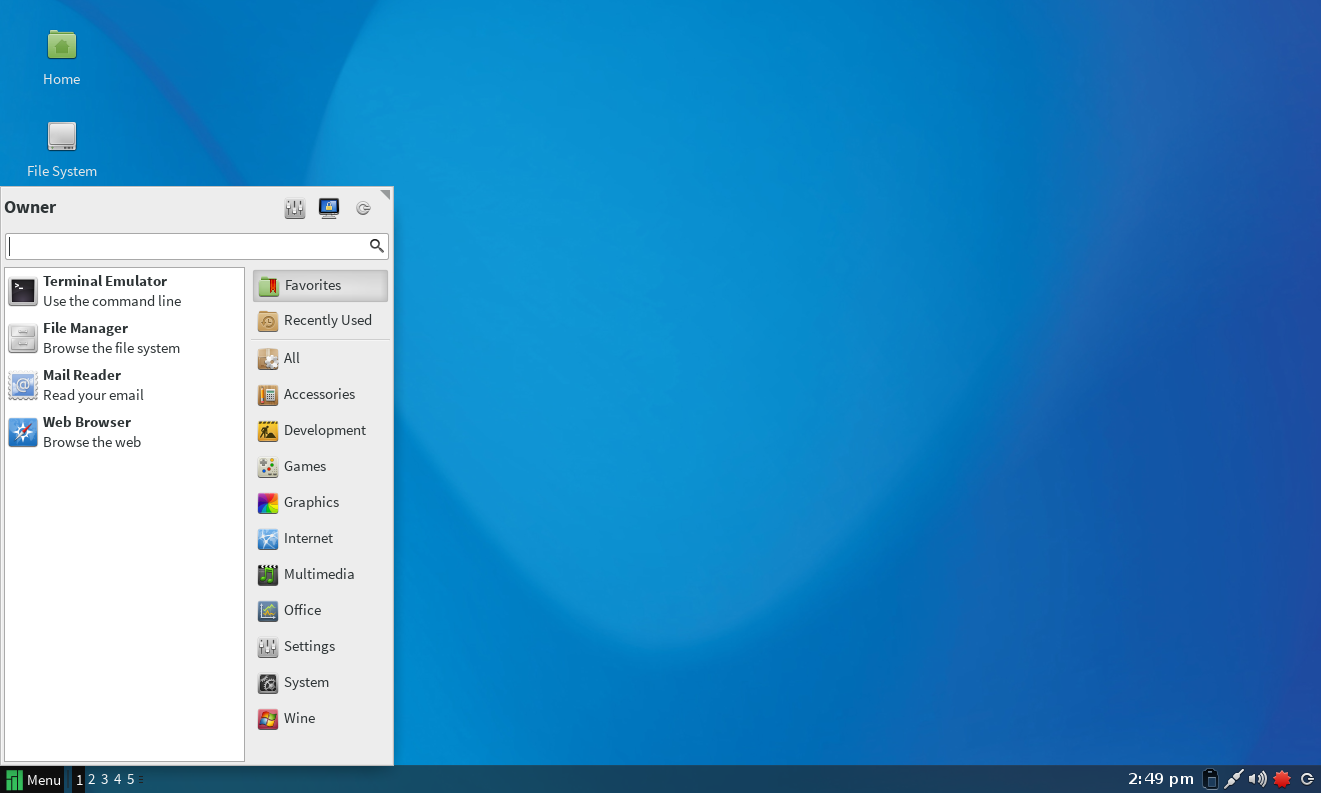 Home
File System
Owner
Terminal Emulator
Use the command line
File Manager
Browse the file system
Mail Reader
Read your email
Web Browser
Browse the web
Favorites
Recently Used
All
Accessories
Development
Games
Graphics
Internet
Multimedia
Office
Settings
System
Wine
Menu
1 2 3 4 5
2:49 pm